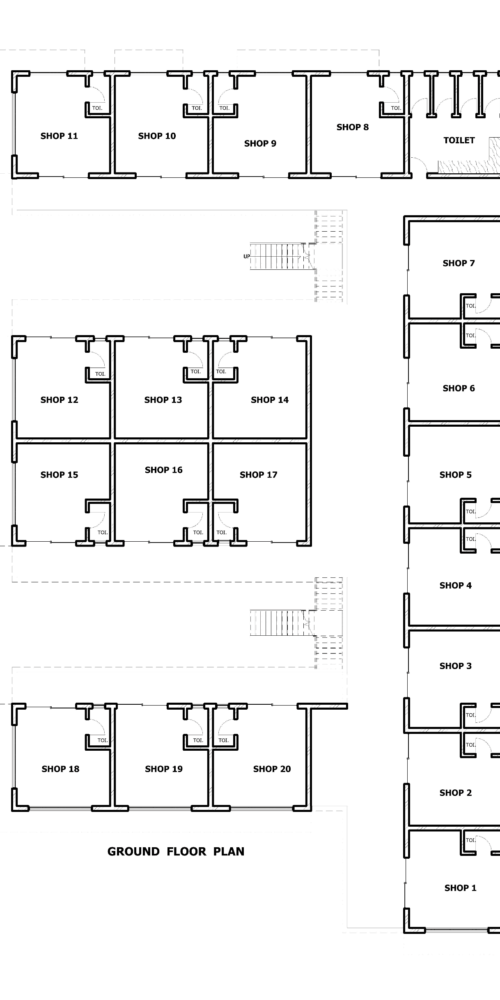 TOI.
TOI.
TOI.
TOI.
SHOP 11
SHOP 10
SHOP 9
SHOP 8
TOILET
UP
SHOP 7
TOI.
TOI.
SHOP 6
TOI.
TOI.
TOI.
SHOP 12
SHOP 13
SHOP 14
SHOP 15
SHOP 16
SHOP 17
SHOP 5
TOI.
TOI.
TOI.
TOI.
TOI.
SHOP 4
SHOP 3
TOI.
TOI.
TOI.
TOI.
TOI.
SHOP 18
SHOP 19
SHOP 20
SHOP 2
TOI.
GROUND FLOOR PLAN
SHOP 1